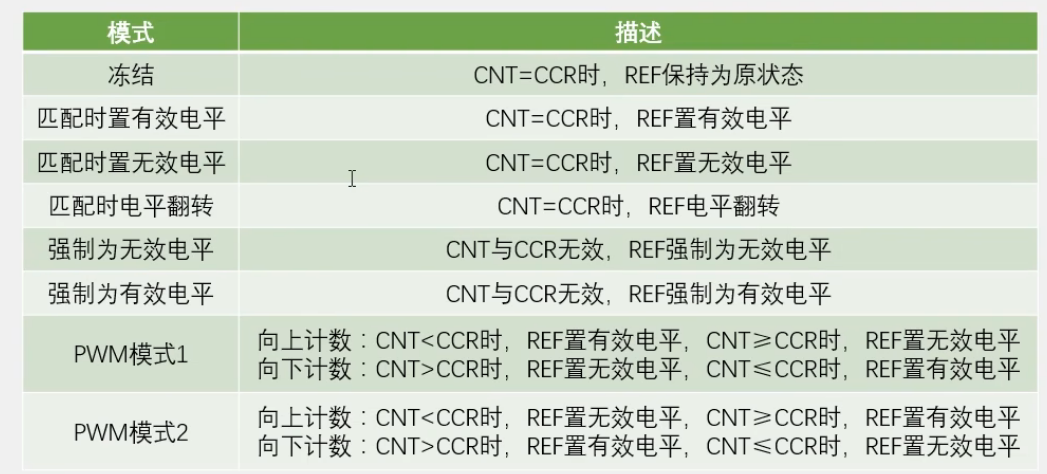 模式 描述
冻结 CNT=CCR时，REF保持为原状态
匹配时置有效电平 CNT=CCR时，REF置有效电平
匹配时置无效电平 CNT=CCR时，REF置无效电平
匹配时电平翻转 CNT=CCR时，REF电平翻转
强制为无效电平 CNT与CCR无效，REF强制为无效电平
强制为有效电平 CNT与CCR无效，REF强制为有效电平
PWM模式1
向上计数：CNT<CCR时，REF置有效电平，CNT≥CCR时，REF置无效电平
向下计数：CNT>CCR时，REF置无效电平，CNT≤CCR时，REF置有效电平
PWM模式2
向上计数：CNT<CCR时，REF置无效电平，CNT≥CCR时，REF置有效电平
向下计数：CNT>CCR时，REF置有效电平，CNT≤CCR时，REF置无效电平